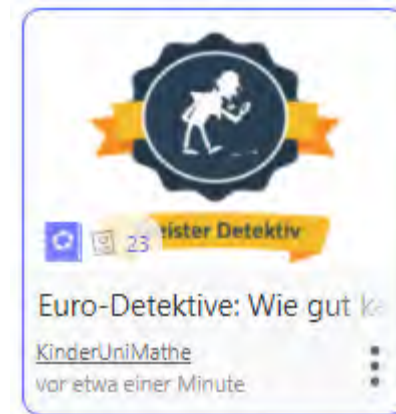 23
eister Detektiv
Euro-Detektive: Wie gut k
KinderUniMathe
vor etwa einer Minute